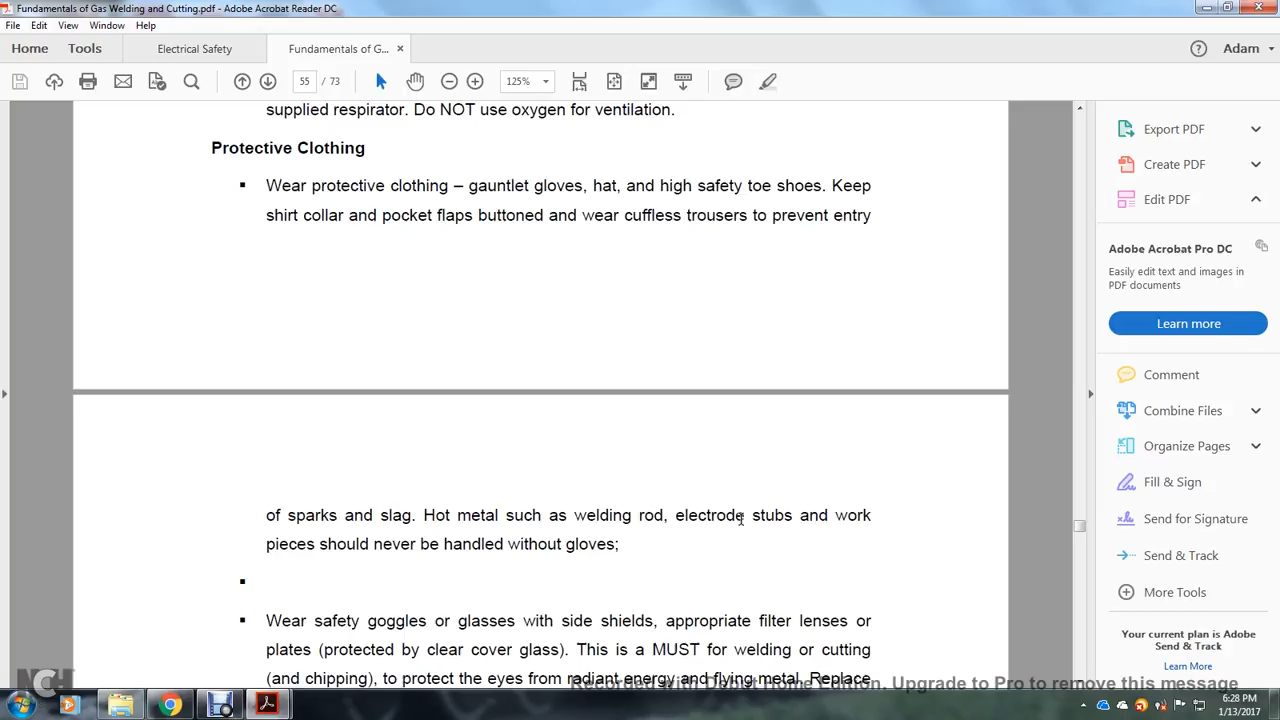 Fundamentals of Gas Welding and Cutting.pdf - Adobe Acrobat Reader DC
File Edit View Window Help
Home Tools Electrical Safety Fundamentals of G... × Adam
55 / 73 125%
supplied respirator. Do NOT use oxygen for ventilation.
Protective Clothing
▪ Wear protective clothing – gauntlet gloves, hat, and high safety toe shoes. Keep
shirt collar and pocket flaps buttoned and wear cuffless trousers to prevent entry
of sparks and slag. Hot metal such as welding rod, electrode stubs and work
pieces should never be handled without gloves;
▪
▪ Wear safety goggles or glasses with side shields, appropriate filter lenses or
plates (protected by clear cover glass). This is a MUST for welding or cutting
(and chipping), to protect the eyes from radiant energy and flying metal. Replace
Export PDF
Create PDF
Edit PDF
Adobe Acrobat Pro DC
Easily edit text and images in
PDF documents
Learn more
Comment
Combine Files
Organize Pages
Fill & Sign
Send for Signature
Send & Track
More Tools
Your current plan is Adobe
Send & Track
Learn More
NCH
Recorded with Debut Home Edition. Upgrade to Pro to remove this message
6:28 PM
1/13/2017